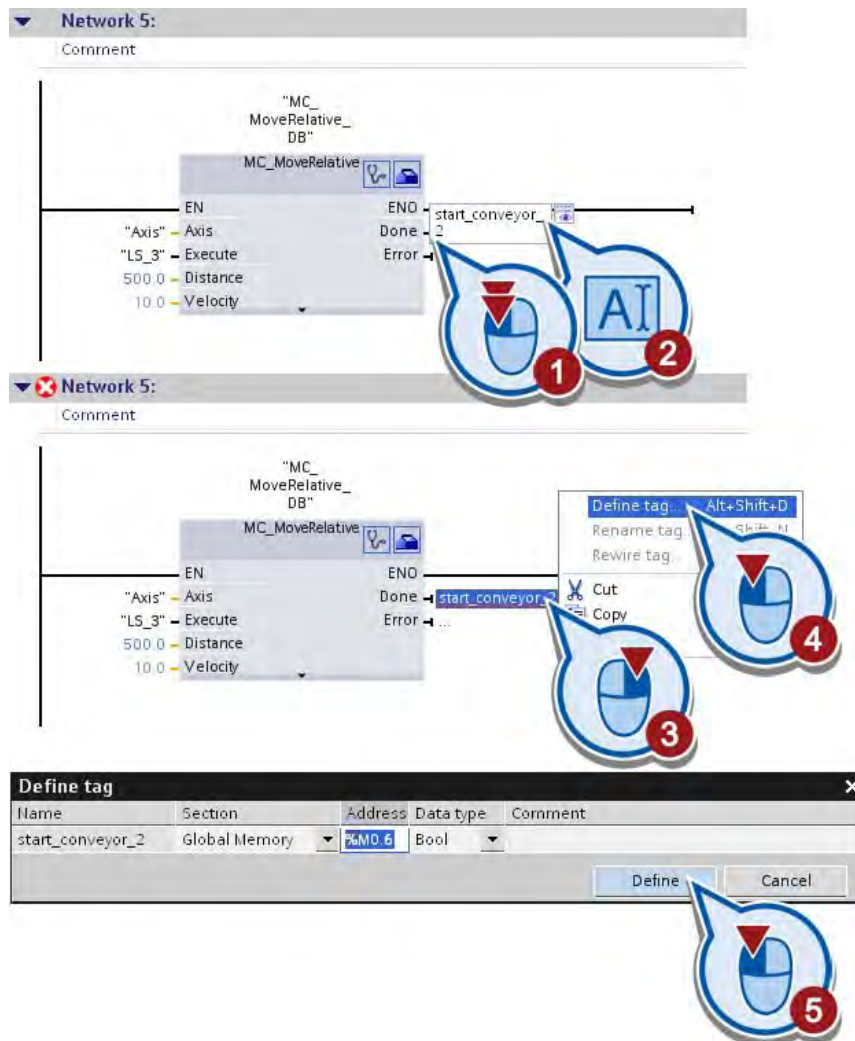 Network 5:
Comment
"MC_
MoveRelative_
DB"
MC_MoveRelative
EN ENO
start_conveyor_
2
"Axis" Axis Done
"LS_3" Execute Error
500.0 Distance
10.0 Velocity
AI
1
2
Network 5:
Comment
"MC_
MoveRelative_
DB"
MC_MoveRelative
EN ENO
"Axis" Axis Done start_conveyor_2
"LS_3" Execute Error ...
500.0 Distance
10.0 Velocity
Define tag... Alt+Shift+D
Rename tag...
Rewire tag...
Cut
Copy
4
3
Define tag
Name Section Address Data type Comment
start_conveyor_2 Global Memory %M0.6 Bool
Define Cancel
5